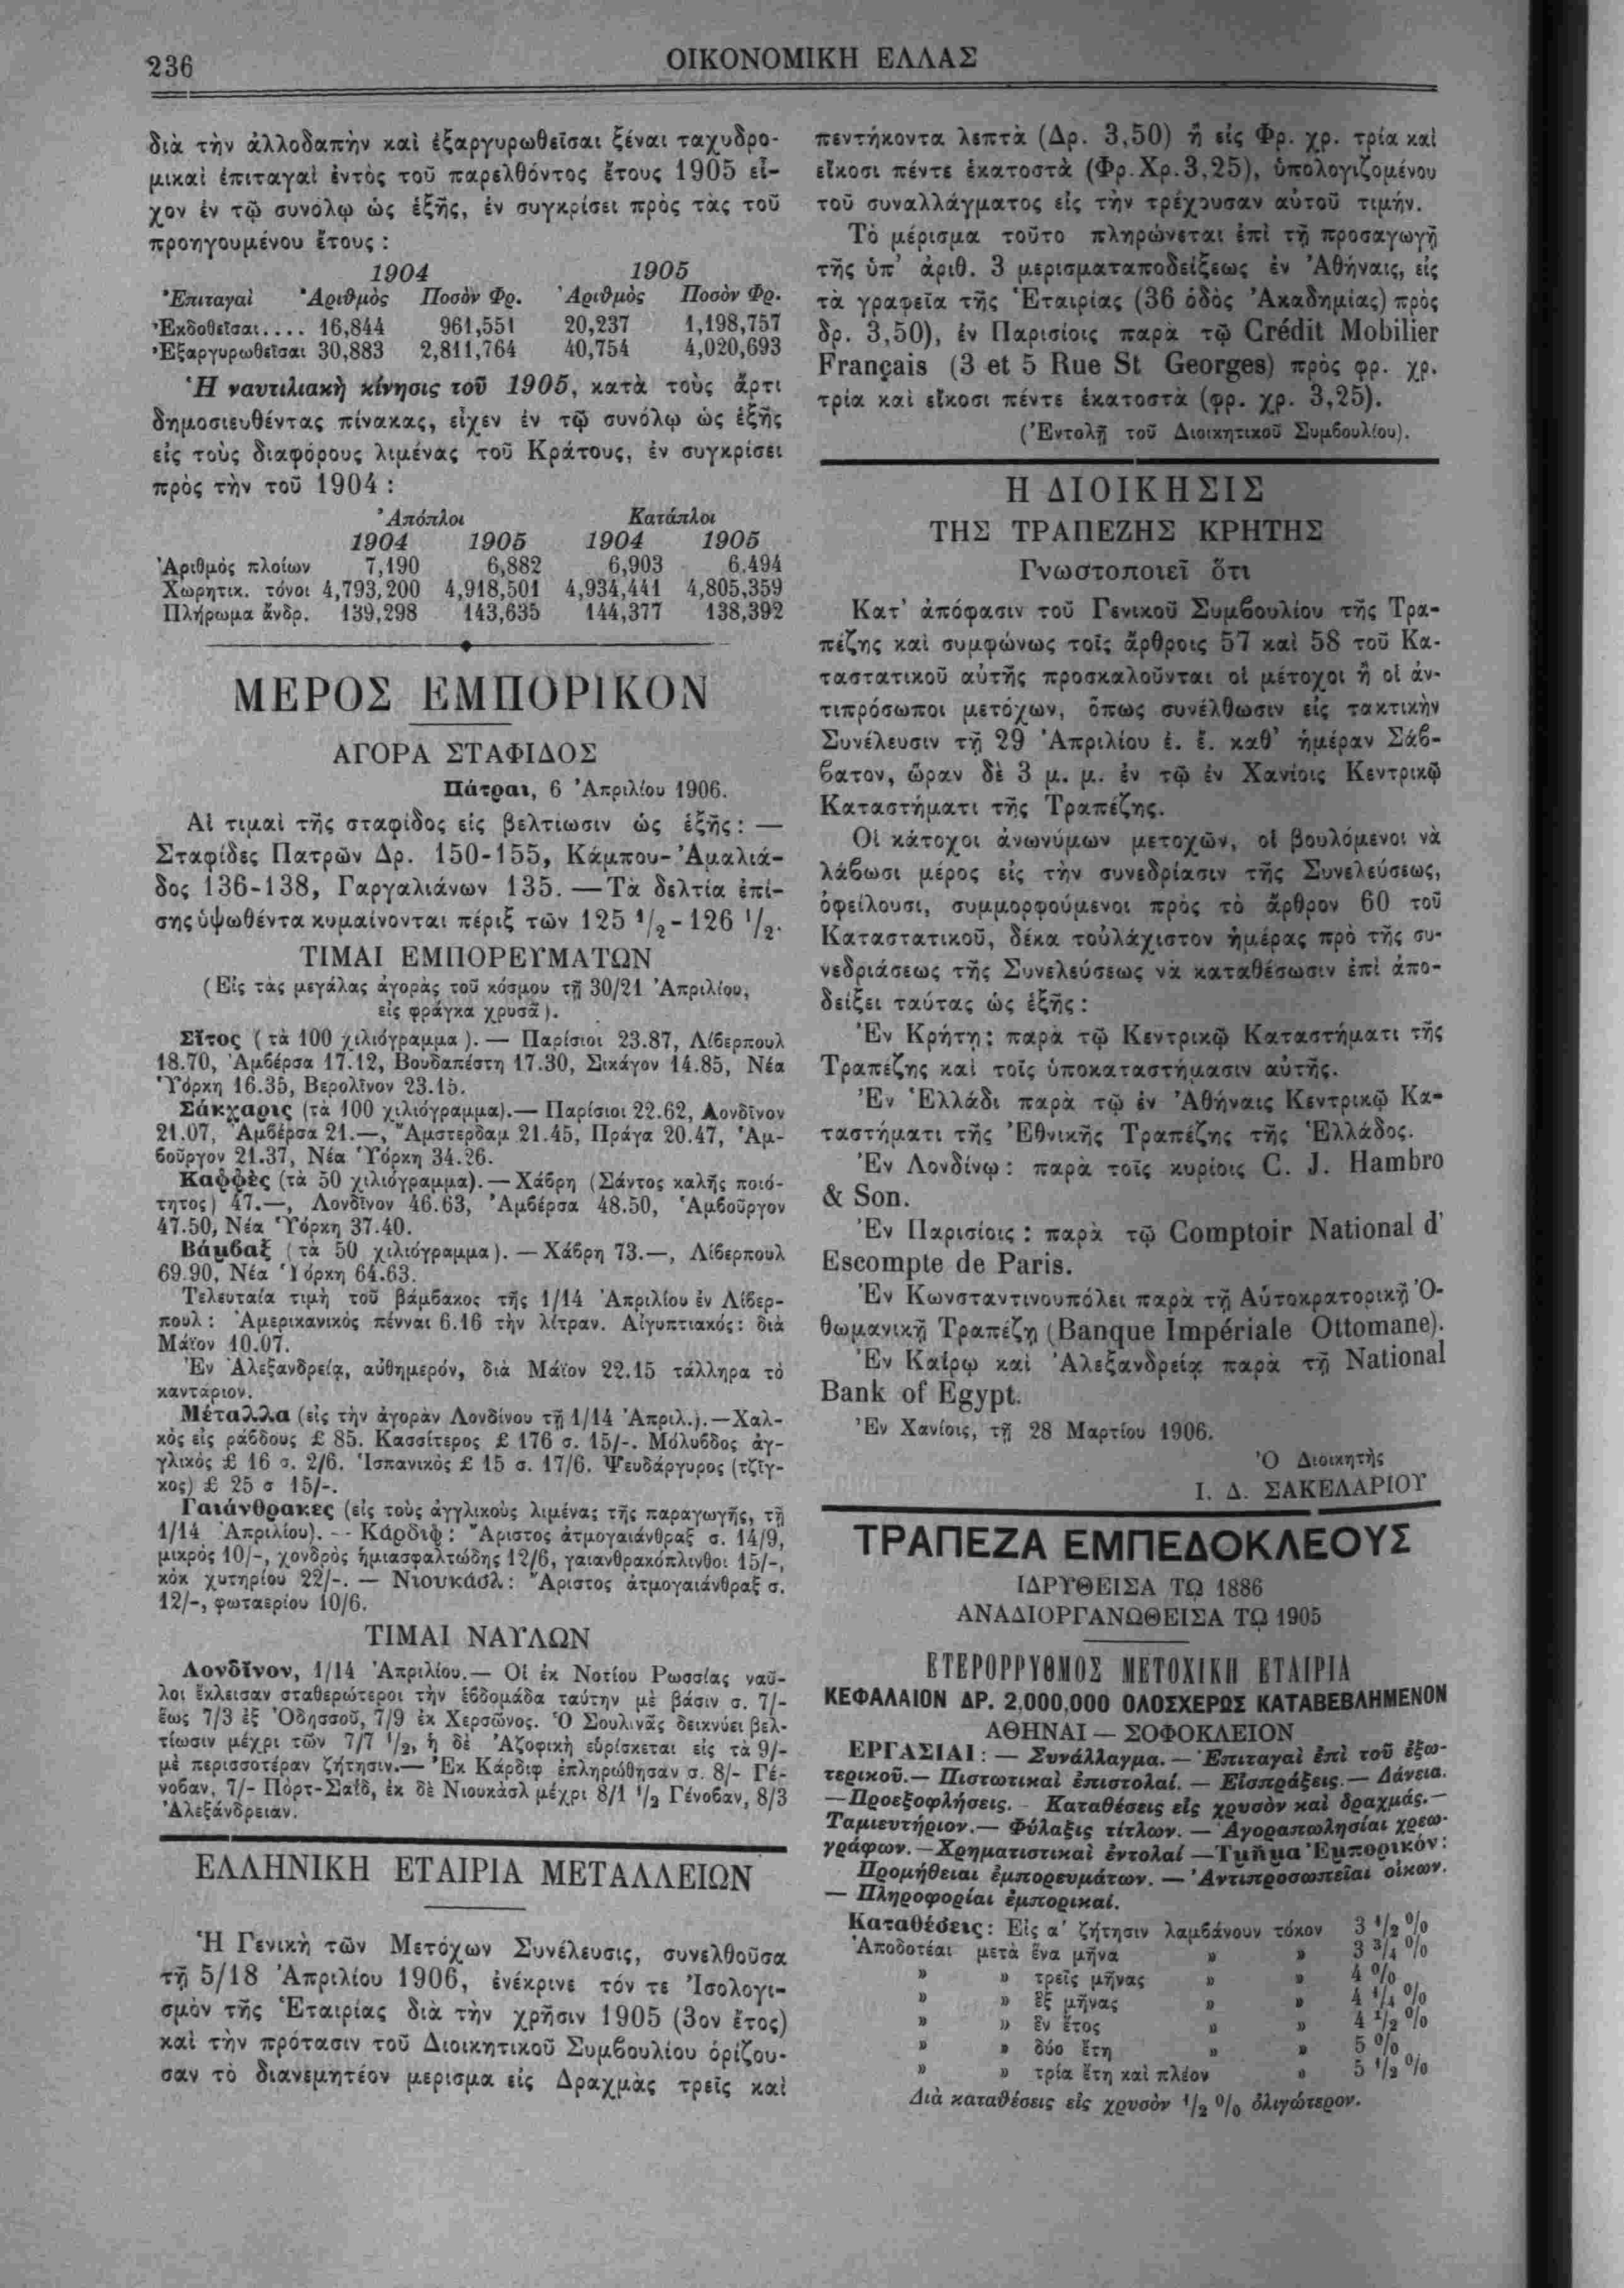 236
ΟΙΚΟΝΟΜΙΚΗ ΕΛΛΑΣ
διὰ τὴν ἀλλοδαπὴν καὶ ἐξαργυρωθεῖσαι ξέναι ταχυδρο-
μικαὶ ἐπιταγαὶ ἐντὸς τοῦ παρελθόντος ἔτους 1905 εἶ-
χον ἐν τῷ συνόλῳ ὡς ἑξῆς, ἐν συγκρίσει πρὸς τὰς τοῦ
προηγουμένου ἔτους :
1904 1905
Ἐπιταγαὶ Ἀριθμὸς Ποσὸν Φρ. Ἀριθμὸς Ποσὸν Φρ.
Ἐκδοθεῖσαι.... 16,844 961,551 20,237 1,198,757
Ἐξαργυρωθεῖσαι 30,883 2,811,764 40,754 4,020,693
Ἡ ναυτιλιακὴ κίνησις τοῦ 1905, κατὰ τοὺς ἄρτι
δημοσιευθέντας πίνακας, εἶχεν ἐν τῷ συνόλῳ ὡς ἑξῆς
εἰς τοὺς διαφόρους λιμένας τοῦ Κράτους, ἐν συγκρίσει
πρὸς τὴν τοῦ 1904 :
Ἀπόπλοι Κατάπλοι
1904 1905 1904 1905
Ἀριθμὸς πλοίων 7,190 6,882 6,903 6.494
Χωρητικ. τόνοι 4,793,200 4,918,501 4,934,441 4,805,359
Πλήρωμα ἄνδρ. 139,298 143,635 144,377 138,392
ΜΕΡΟΣ ΕΜΠΟΡΙΚΟΝ
ΑΓΟΡΑ ΣΤΑΦΙΔΟΣ
Πάτραι, 6 Ἀπριλίου 1906.
Αἱ τιμαὶ τῆς σταφίδος εἰς βελτίωσιν ὡς ἑξῆς : —
Σταφίδες Πατρῶν Δρ. 150-155, Κάμπου-Ἀμαλιά-
δος 136-138, Γαργαλιάνων 135. — Τὰ δελτία ἐπί-
σης ὑψωθέντα κυμαίνονται πέριξ τῶν 125 1/2 - 126 1/2.
ΤΙΜΑΙ ΕΜΠΟΡΕΥΜΑΤΩΝ
(Εἰς τὰς μεγάλας ἀγορὰς τοῦ κόσμου τῇ 30/21 Ἀπριλίου,
εἰς φράγκα χρυσᾶ).
Σῖτος (τὰ 100 χιλιόγραμμα). — Παρίσιοι 23.87, Λίβερπουλ
18.70, Ἀμβέρσα 17.12, Βουδαπέστη 17.30, Σικάγον 14.85, Νέα
Ὑόρκη 16.35, Βερολῖνον 23.15.
Σάκχαρις (τὰ 100 χιλιόγραμμα).— Παρίσιοι 22.62, Λονδῖνον
21.07, Ἀμβέρσα 21.—, Ἄμστερδαμ 21.45, Πράγα 20.47, Ἀμ-
βοῦργον 21.37, Νέα Ὑόρκη 34.26.
Καφφὲς (τὰ 50 χιλιόγραμμα). — Χάβρη (Σάντος καλῆς ποιό-
τητος) 47.—, Λονδῖνον 46.63, Ἀμβέρσα 48.50, Ἀμβοῦργον
47.50, Νέα Ὑόρκη 37.40.
Βάμβαξ (τὰ 50 χιλιόγραμμα). — Χάβρη 73.—, Λίβερπουλ
69.90, Νέα Ὑόρκη 64.63.
Τελευταία τιμὴ τοῦ βάμβακος τῆς 1/14 Ἀπριλίου ἐν Λίβερ-
πουλ : Ἀμερικανικὸς πένναι 6.16 τὴν λίτραν. Αἰγυπτιακός : διὰ
Μάϊον 10.07.
Ἐν Ἀλεξανδρείᾳ, αὐθημερόν, διὰ Μάϊον 22.15 τάλληρα τὸ
καντάριον.
Μέταλλα (εἰς τὴν ἀγορὰν Λονδίνου τῇ 1/14 Ἀπριλ.).—Χαλ-
κὸς εἰς ράβδους £ 85. Κασσίτερος £ 176 σ. 15/-. Μόλυβδος ἀγ-
γλικὸς £ 16 σ. 2/6. Ἱσπανικὸς £ 15 σ. 17/6. Ψευδάργυρος (τζῖγ-
κος) £ 25 σ 15/-.
Γαιάνθρακες (εἰς τοὺς ἀγγλικοὺς λιμένας τῆς παραγωγῆς, τῇ
1/14 Ἀπριλίου). -- Κάρδιφ : Ἄριστος ἀτμογαιάνθραξ σ. 14/9,
μικρὸς 10/-, χονδρὸς ἡμιασφαλτώδης 12/6, γαιανθρακόπλινθοι 15/-,
κὸκ χυτηρίου 22/-. — Νιουκάσλ : Ἄριστος ἀτμογαιάνθραξ σ.
12/-, φωταερίου 10/6.
ΤΙΜΑΙ ΝΑΥΛΩΝ
Λονδῖνον, 1/14 Ἀπριλίου.— Οἱ ἐκ Νοτίου Ρωσσίας ναῦ-
λοι ἔκλεισαν σταθερώτεροι τὴν ἑβδομάδα ταύτην μὲ βάσιν σ. 7/-
ἕως 7/3 ἐξ Ὀδησσοῦ, 7/9 ἐκ Χερσῶνος. Ὁ Σουλινᾶς δεικνύει βελ-
τίωσιν μέχρι τῶν 7/7 1/2, ἡ δὲ Ἀζοφικὴ εὑρίσκεται εἰς τὰ 9/-
μὲ περισσοτέραν ζήτησιν.— Ἐκ Κάρδιφ ἐπληρώθησαν σ. 8/- Γέ-
νοβαν, 7/- Πόρτ-Σαΐδ, ἐκ δὲ Νιουκὰσλ μέχρι 8/1 1/2 Γένοβαν, 8/3
Ἀλεξάνδρειαν.
ΕΛΛΗΝΙΚΗ ΕΤΑΙΡΙΑ ΜΕΤΑΛΛΕΙΩΝ
Ἡ Γενικὴ τῶν Μετόχων Συνέλευσις, συνελθοῦσα
τῇ 5/18 Ἀπριλίου 1906, ἐνέκρινε τόν τε Ἰσολογι-
σμὸν τῆς Ἑταιρίας διὰ τὴν χρῆσιν 1905 (3ον ἔτος)
καὶ τὴν πρότασιν τοῦ Διοικητικοῦ Συμβουλίου ὁρίζου-
σαν τὸ διανεμητέον μερισμα εἰς Δραχμὰς τρεῖς καὶ
πεντήκοντα λεπτὰ (Δρ. 3,50) ἢ εἰς Φρ. χρ. τρία καὶ
εἴκοσι πέντε ἑκατοστὰ (Φρ.Χρ.3,25), ὑπολογιζομένου
τοῦ συναλλάγματος εἰς τὴν τρέχουσαν αὐτοῦ τιμήν.
Τὸ μέρισμα τοῦτο πληρώνεται ἐπὶ τῇ προσαγωγῇ
τῆς ὑπ' ἀριθ. 3 μερισματαποδείξεως ἐν Ἀθήναις, εἰς
τὰ γραφεῖα τῆς Ἑταιρίας (36 ὁδὸς Ἀκαδημίας) πρὸς
δρ. 3,50), ἐν Παρισίοις παρὰ τῷ Crédit Mobilier
Français (3 et 5 Rue St Georges) πρὸς φρ. χρ.
τρία καὶ εἴκοσι πέντε ἑκατοστὰ (φρ. χρ. 3,25).
(Ἐντολῇ τοῦ Διοικητικοῦ Συμβουλίου).
Η ΔΙΟΙΚΗΣΙΣ
ΤΗΣ ΤΡΑΠΕΖΗΣ ΚΡΗΤΗΣ
Γνωστοποιεῖ ὅτι
Κατ' ἀπόφασιν τοῦ Γενικοῦ Συμβουλίου τῆς Τρα-
πέζης καὶ συμφώνως τοῖς ἄρθροις 57 καὶ 58 τοῦ Κα-
ταστατικοῦ αὐτῆς προσκαλοῦνται οἱ μέτοχοι ἢ οἱ ἀν-
τιπρόσωποι μετόχων, ὅπως συνέλθωσιν εἰς τακτικὴν
Συνέλευσιν τῇ 29 Ἀπριλίου ἐ. ἔ. καθ' ἡμέραν Σάβ-
βατον, ὥραν δὲ 3 μ. μ. ἐν τῷ ἐν Χανίοις Κεντρικῷ
Καταστήματι τῆς Τραπέζης.
Οἱ κάτοχοι ἀνωνύμων μετοχῶν, οἱ βουλόμενοι νὰ
λάβωσι μέρος εἰς τὴν συνεδρίασιν τῆς Συνελεύσεως,
ὀφείλουσι, συμμορφούμενοι πρὸς τὸ ἄρθρον 60 τοῦ
Καταστατικοῦ, δέκα τοὐλάχιστον ἡμέρας πρὸ τῆς συ-
νεδριάσεως τῆς Συνελεύσεως νὰ καταθέσωσιν ἐπὶ ἀπο-
δείξει ταύτας ὡς ἑξῆς :
Ἐν Κρήτῃ : παρὰ τῷ Κεντρικῷ Καταστήματι τῆς
Τραπέζης καὶ τοῖς ὑποκαταστήμασιν αὐτῆς.
Ἐν Ἑλλάδι παρὰ τῷ ἐν Ἀθήναις Κεντρικῷ Κα-
ταστήματι τῆς Ἐθνικῆς Τραπέζης τῆς Ἑλλάδος.
Ἐν Λονδίνῳ : παρὰ τοῖς κυρίοις C. J. Hambro
& Son.
Ἐν Παρισίοις : παρὰ τῷ Comptoir National d'
Escompte de Paris.
Ἐν Κωνσταντινουπόλει παρὰ τῇ Αὐτοκρατορικῇ Ὀ-
θωμανικῇ Τραπέζῃ (Banque Impériale Ottomane).
Ἐν Καΐρῳ καὶ Ἀλεξανδρείᾳ παρὰ τῇ National
Bank of Egypt.
Ἐν Χανίοις, τῇ 28 Μαρτίου 1906.
Ὁ Διοικητὴς
Ι. Δ. ΣΑΚΕΛΑΡΙΟΥ
ΤΡΑΠΕΖΑ ΕΜΠΕΔΟΚΛΕΟΥΣ
ΙΔΡΥΘΕΙΣΑ ΤΩ 1886
ΑΝΑΔΙΟΡΓΑΝΩΘΕΙΣΑ ΤΩ 1905
ΕΤΕΡΟΡΡΥΘΜΟΣ ΜΕΤΟΧΙΚΗ ΕΤΑΙΡΙΑ
ΚΕΦΑΛΑΙΟΝ ΔΡ. 2,000,000 ΟΛΟΣΧΕΡΩΣ ΚΑΤΑΒΕΒΛΗΜΕΝΟΝ
ΑΘΗΝΑΙ — ΣΟΦΟΚΛΕΙΟΝ
ΕΡΓΑΣΙΑΙ : — Συνάλλαγμα. — Ἐπιταγαὶ ἐπὶ τοῦ ἐξω-
τερικοῦ.— Πιστωτικαὶ ἐπιστολαί. — Εἰσπράξεις.— Δάνεια.
—Προεξοφλήσεις. - Καταθέσεις εἰς χρυσὸν καὶ δραχμάς.—
Ταμιευτήριον.— Φύλαξις τίτλων. — Ἀγοραπωλησίαι χρεω-
γράφων.—Χρηματιστικαὶ ἐντολαί —Τμῆμα Ἐμπορικόν :
Προμήθειαι ἐμπορευμάτων. — Ἀντιπροσωπεῖαι οἴκων.
— Πληροφορίαι ἐμπορικαί.
Καταθέσεις : Εἰς α' ζήτησιν λαμβάνουν τόκον 3 1/2 0/0
Ἀποδοτέαι μετὰ ἕνα μῆνα » » 3 3/4 0/0
» » τρεῖς μῆνας » » 4 0/0
» » ἓξ μῆνας » » 4 1/4 0/0
» » ἓν ἔτος » » 4 1/2 0/0
» » δύο ἔτη » » 5 0/0
» » τρία ἔτη καὶ πλέον » 5 1/2 0/0
Διὰ καταθέσεις εἰς χρυσὸν 1/2 0/0 ὀλιγώτερον.